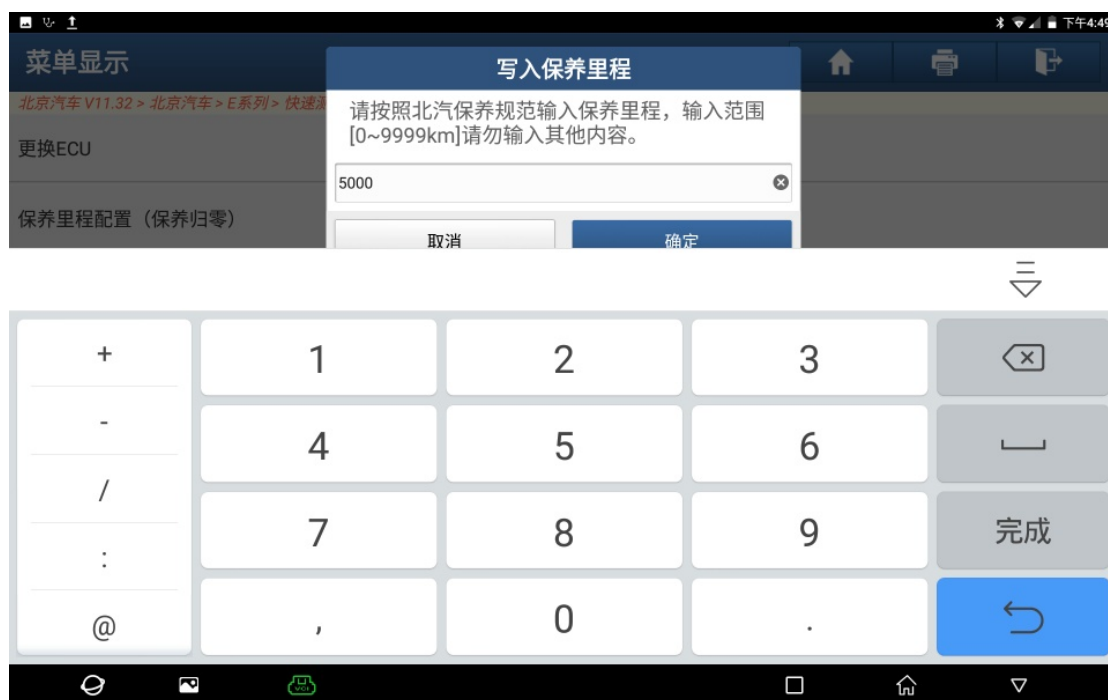 下午4:49
菜单显示
写入保养里程
北京汽车 V11.32 > 北京汽车 > E系列 > 快速测
请按照北汽保养规范输入保养里程，输入范围
[0~9999km]请勿输入其他内容。
更换ECU
5000
保养里程配置（保养归零）
取消
确定
+
1
2
3
-
4
5
6
/
7
8
9
完成
:
@
,
0
.
VCI